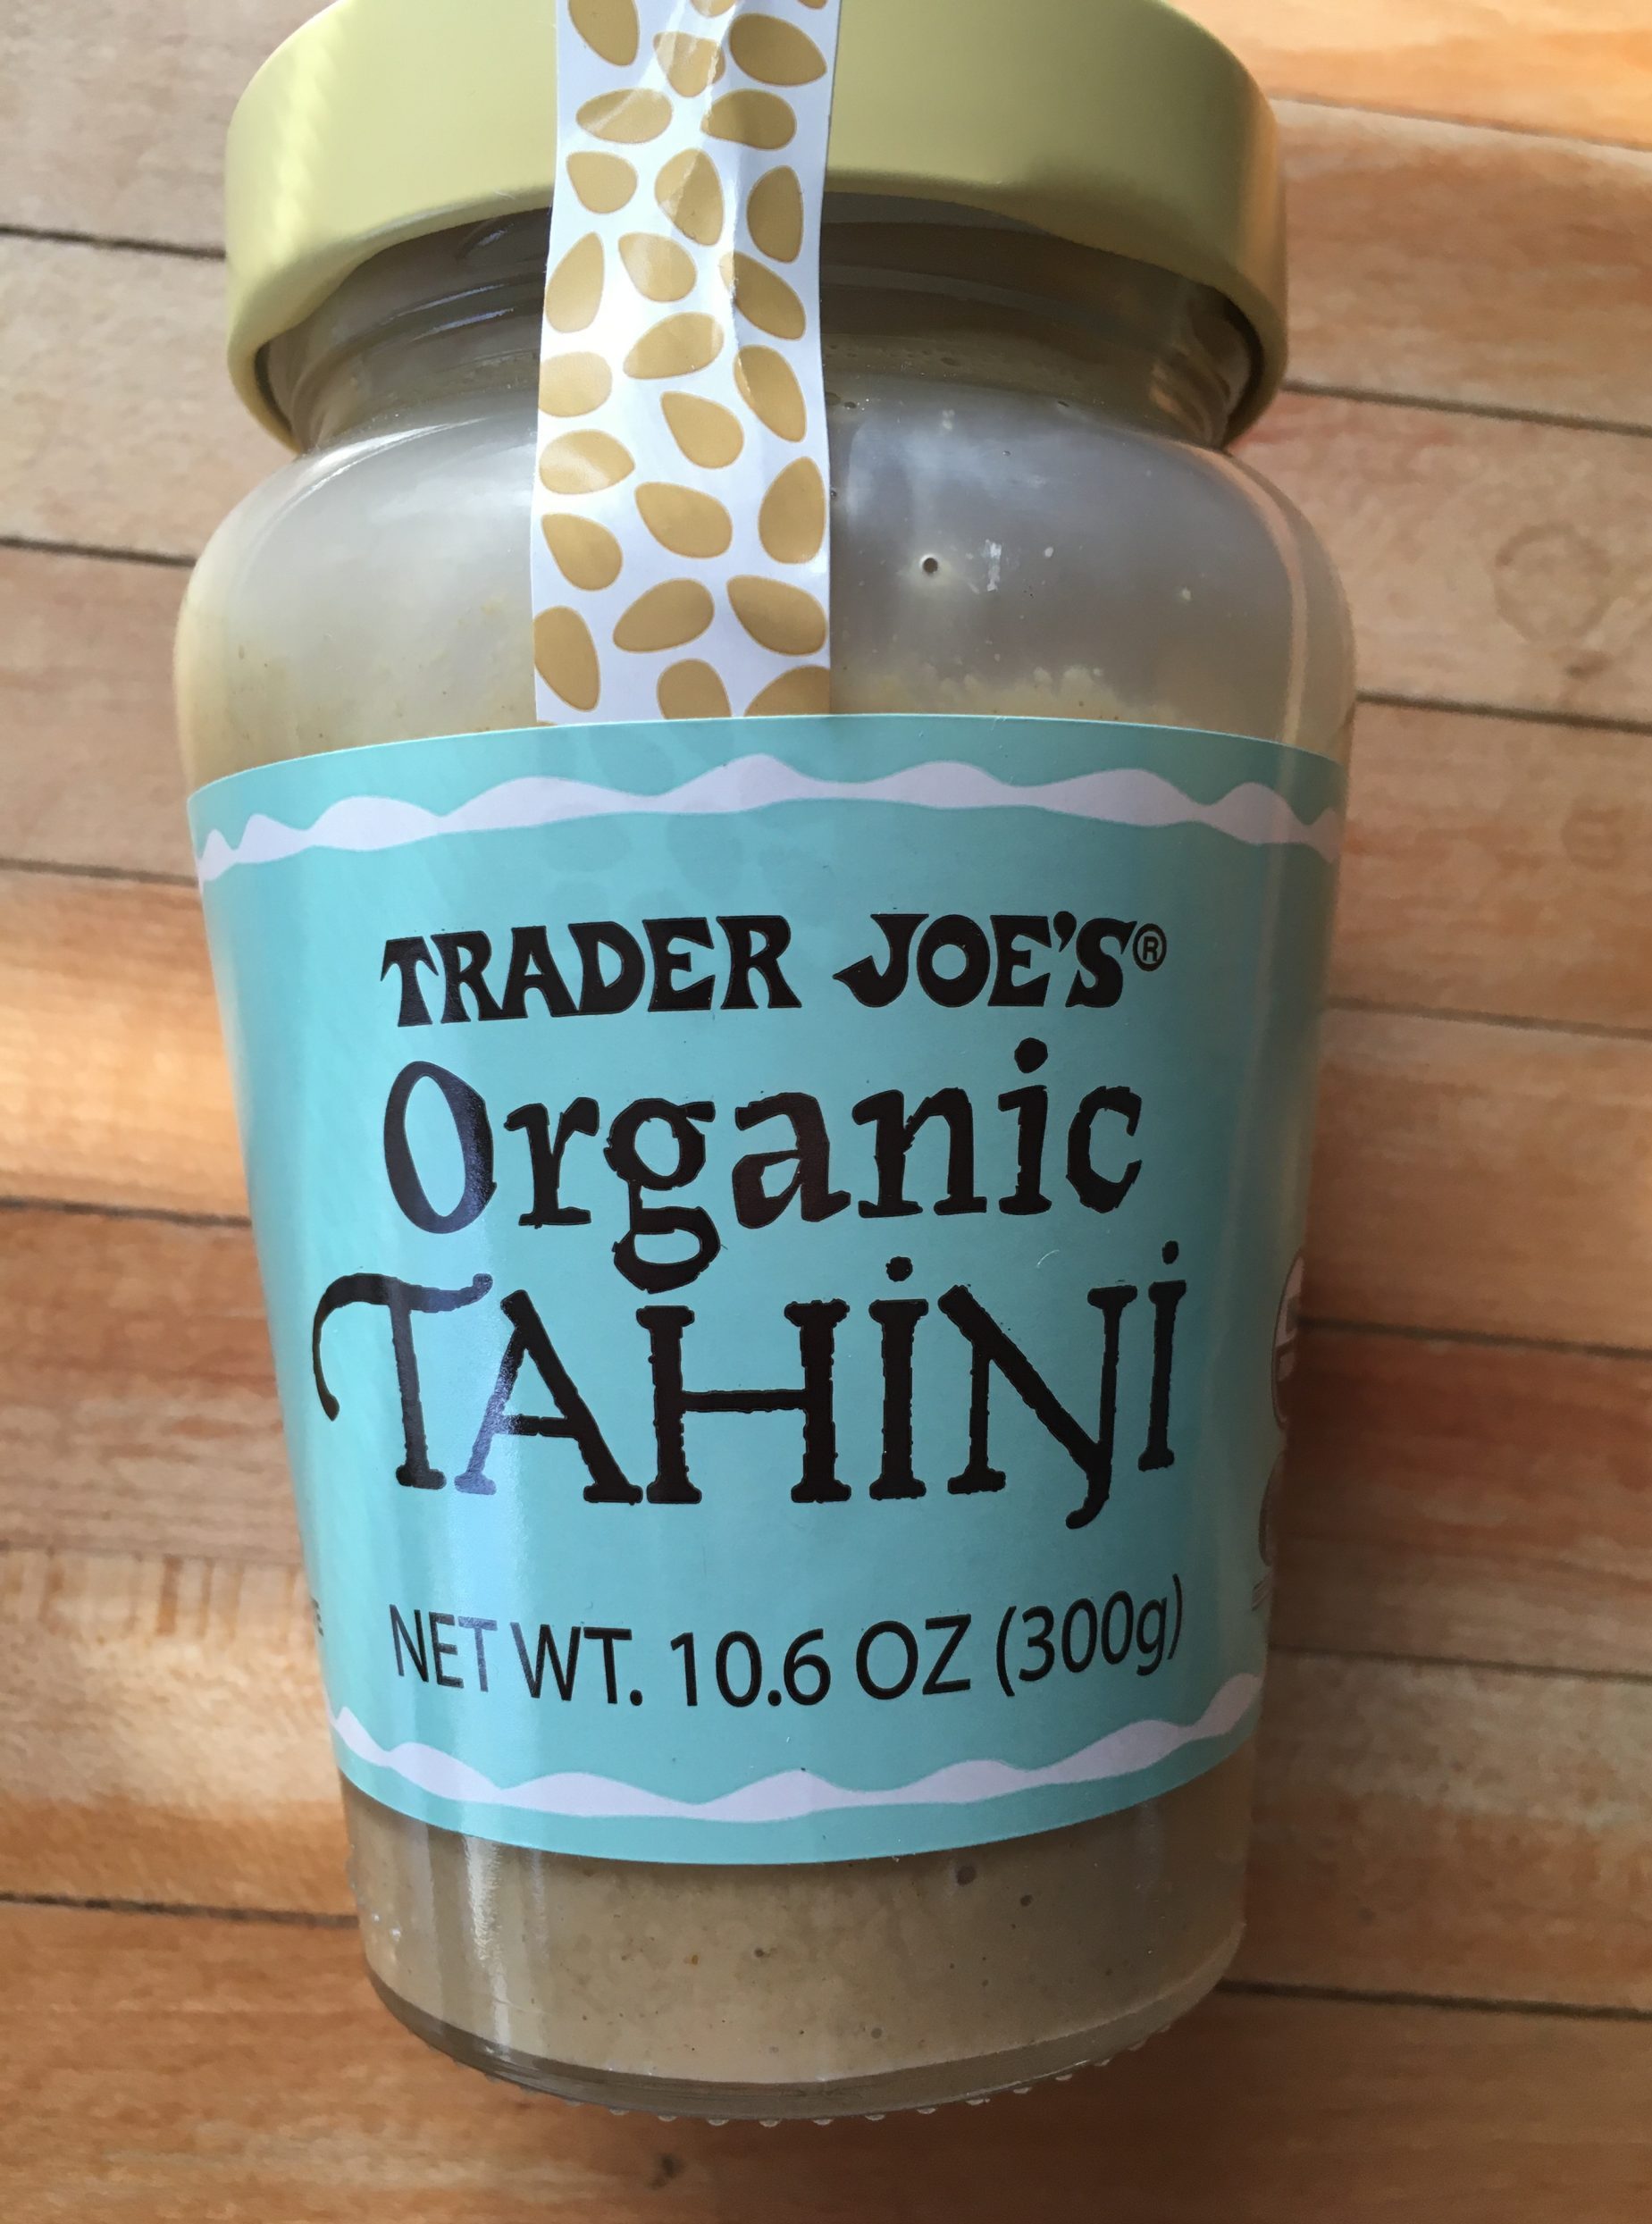 TRADER JOE'S®
Organic
TAHiNi
NET WT. 10.6 OZ (300g)